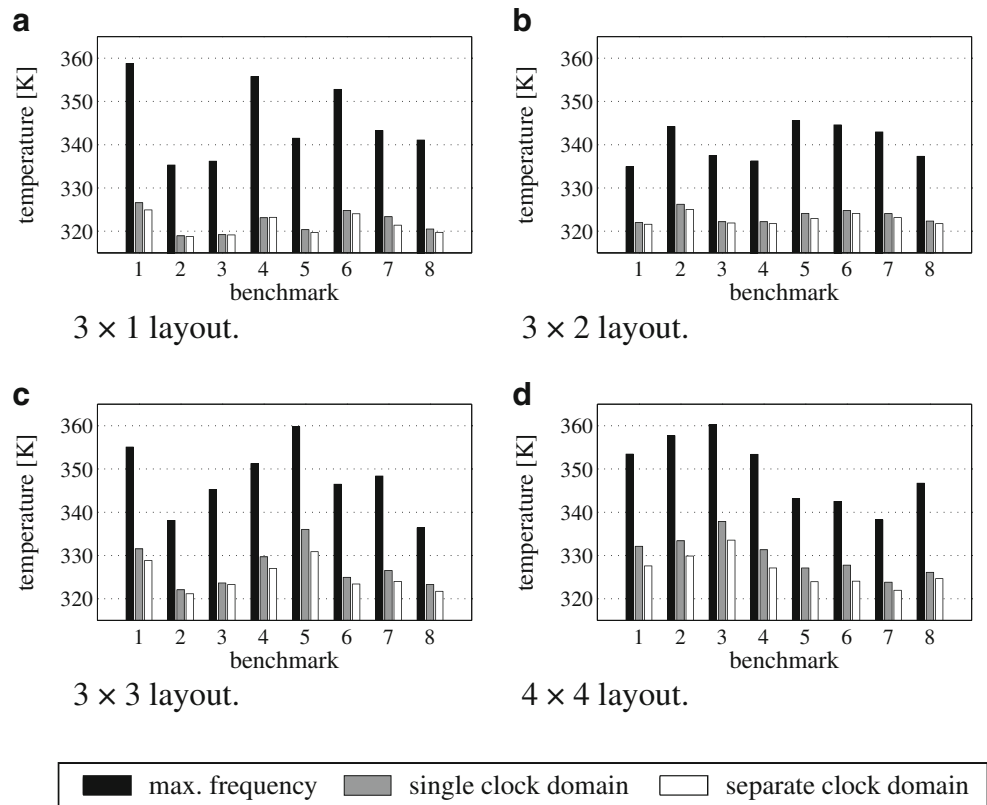 a
temperature [K]
360
350
340
330
320
1 2 3 4 5 6 7 8
benchmark
3 × 1 layout.
b
temperature [K]
360
350
340
330
320
1 2 3 4 5 6 7 8
benchmark
3 × 2 layout.
c
temperature [K]
360
350
340
330
320
1 2 3 4 5 6 7 8
benchmark
3 × 3 layout.
d
temperature [K]
360
350
340
330
320
1 2 3 4 5 6 7 8
benchmark
4 × 4 layout.
max. frequency single clock domain separate clock domain